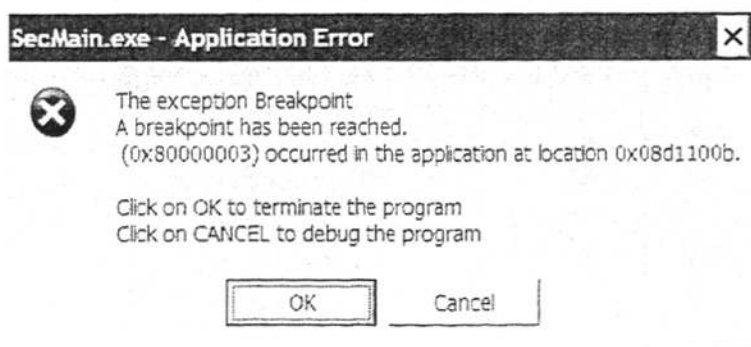 SecMain.exe - Application Error
The exception Breakpoint
A breakpoint has been reached.
(0x80000003) occurred in the application at location 0x08d1100b.
Click on OK to terminate the program
Click on CANCEL to debug the program
OK
Cancel